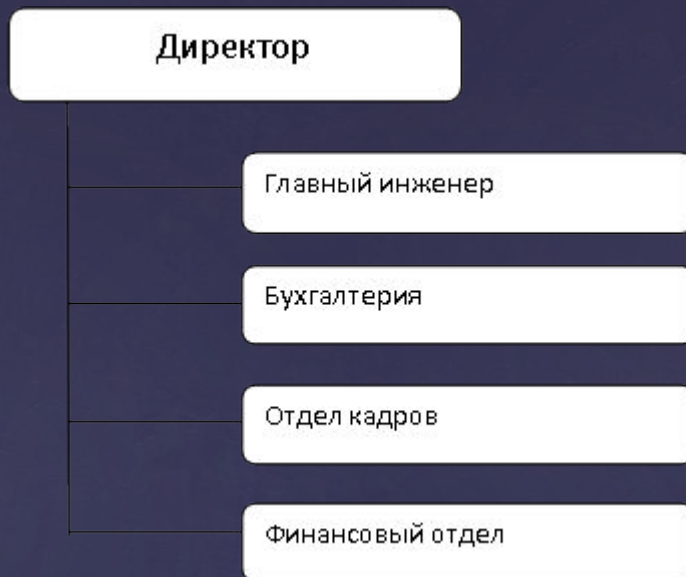 Директор
Главный инженер
Бухгалтерия
Отдел кадров
Финансовый отдел